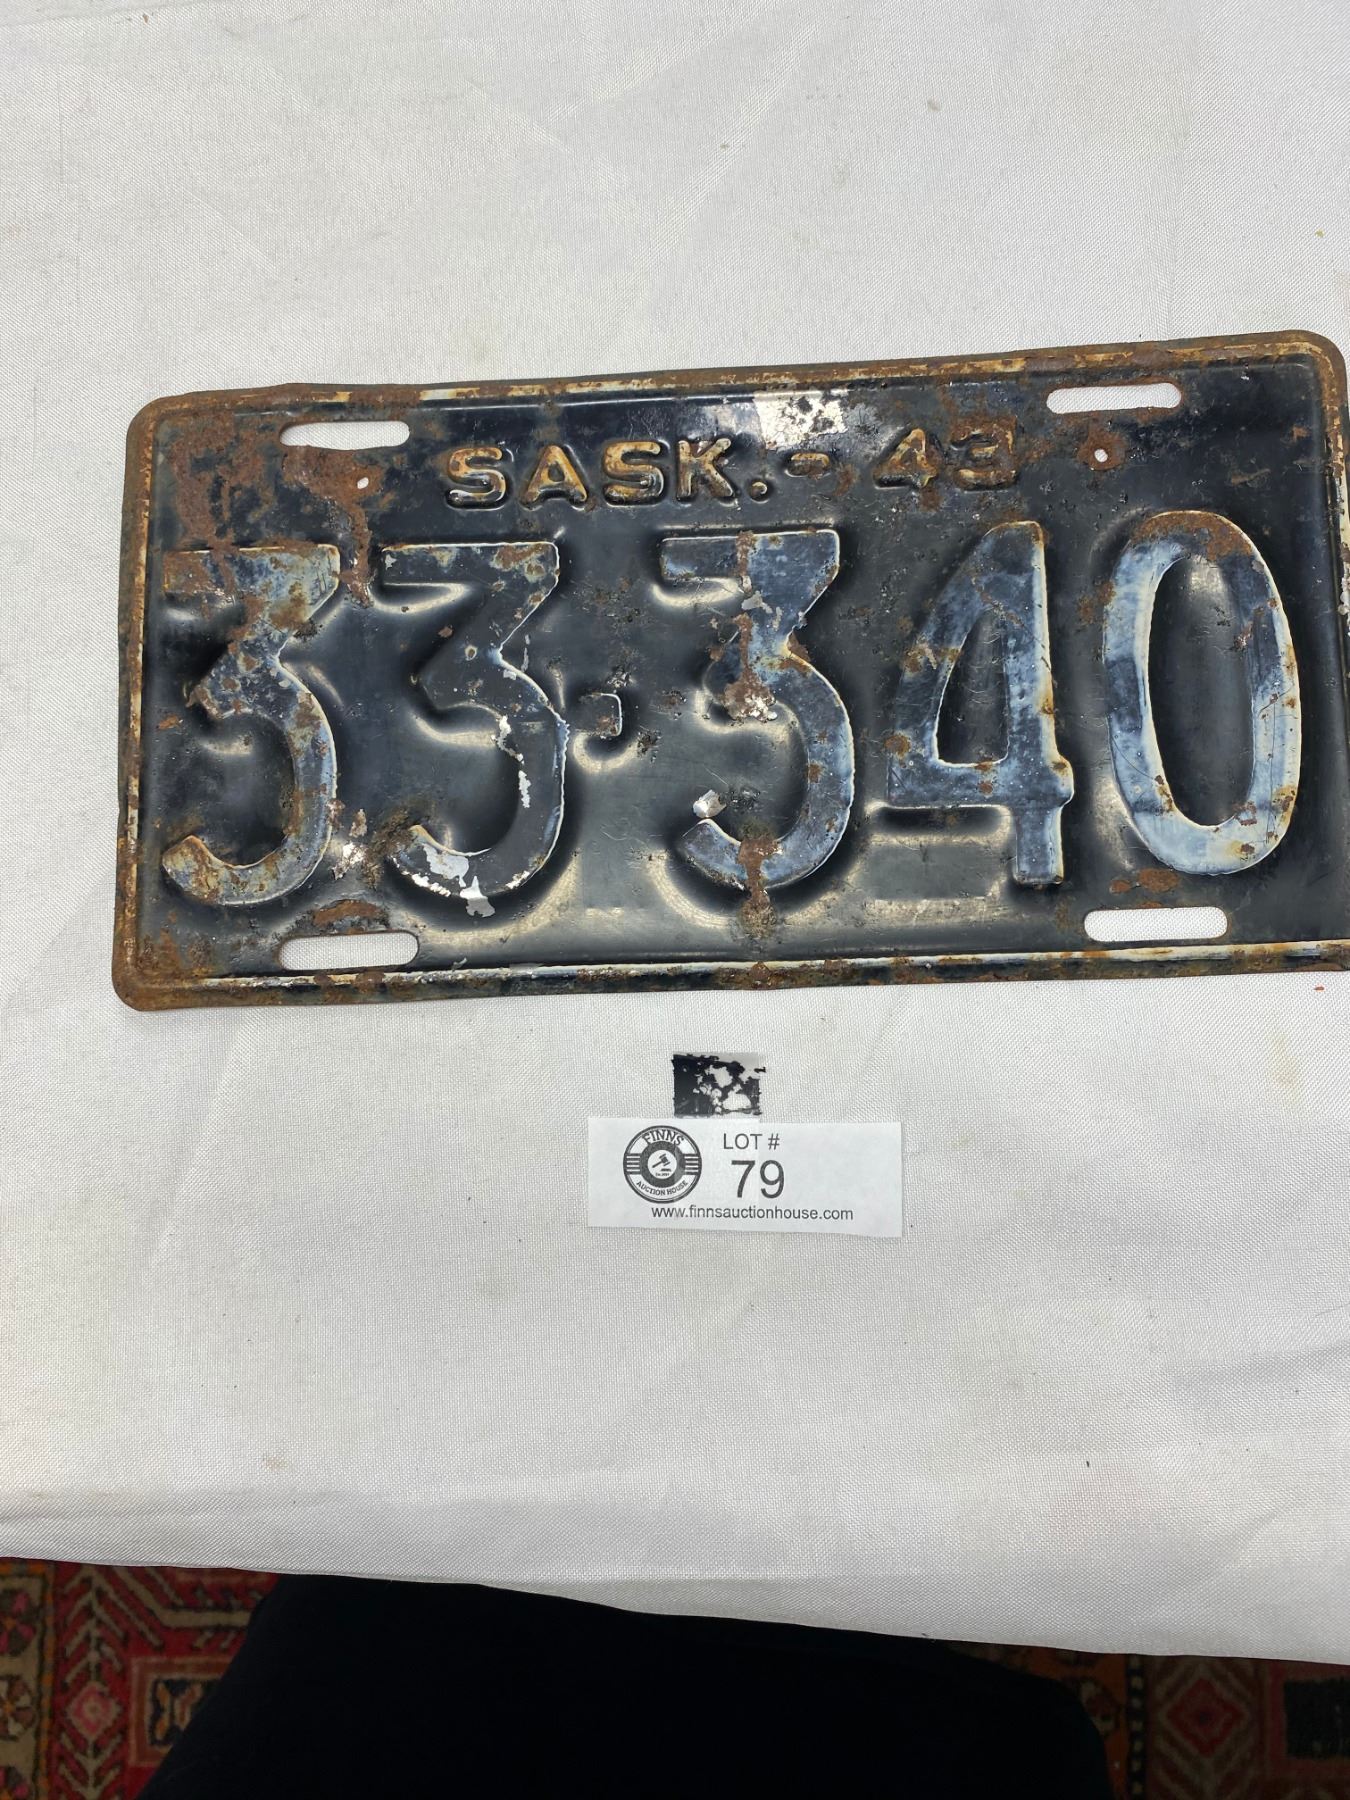 SASK. - 43
33·340
LOT #
79
FINNS
AUCTION HOUSE
www.finnsauctionhouse.com